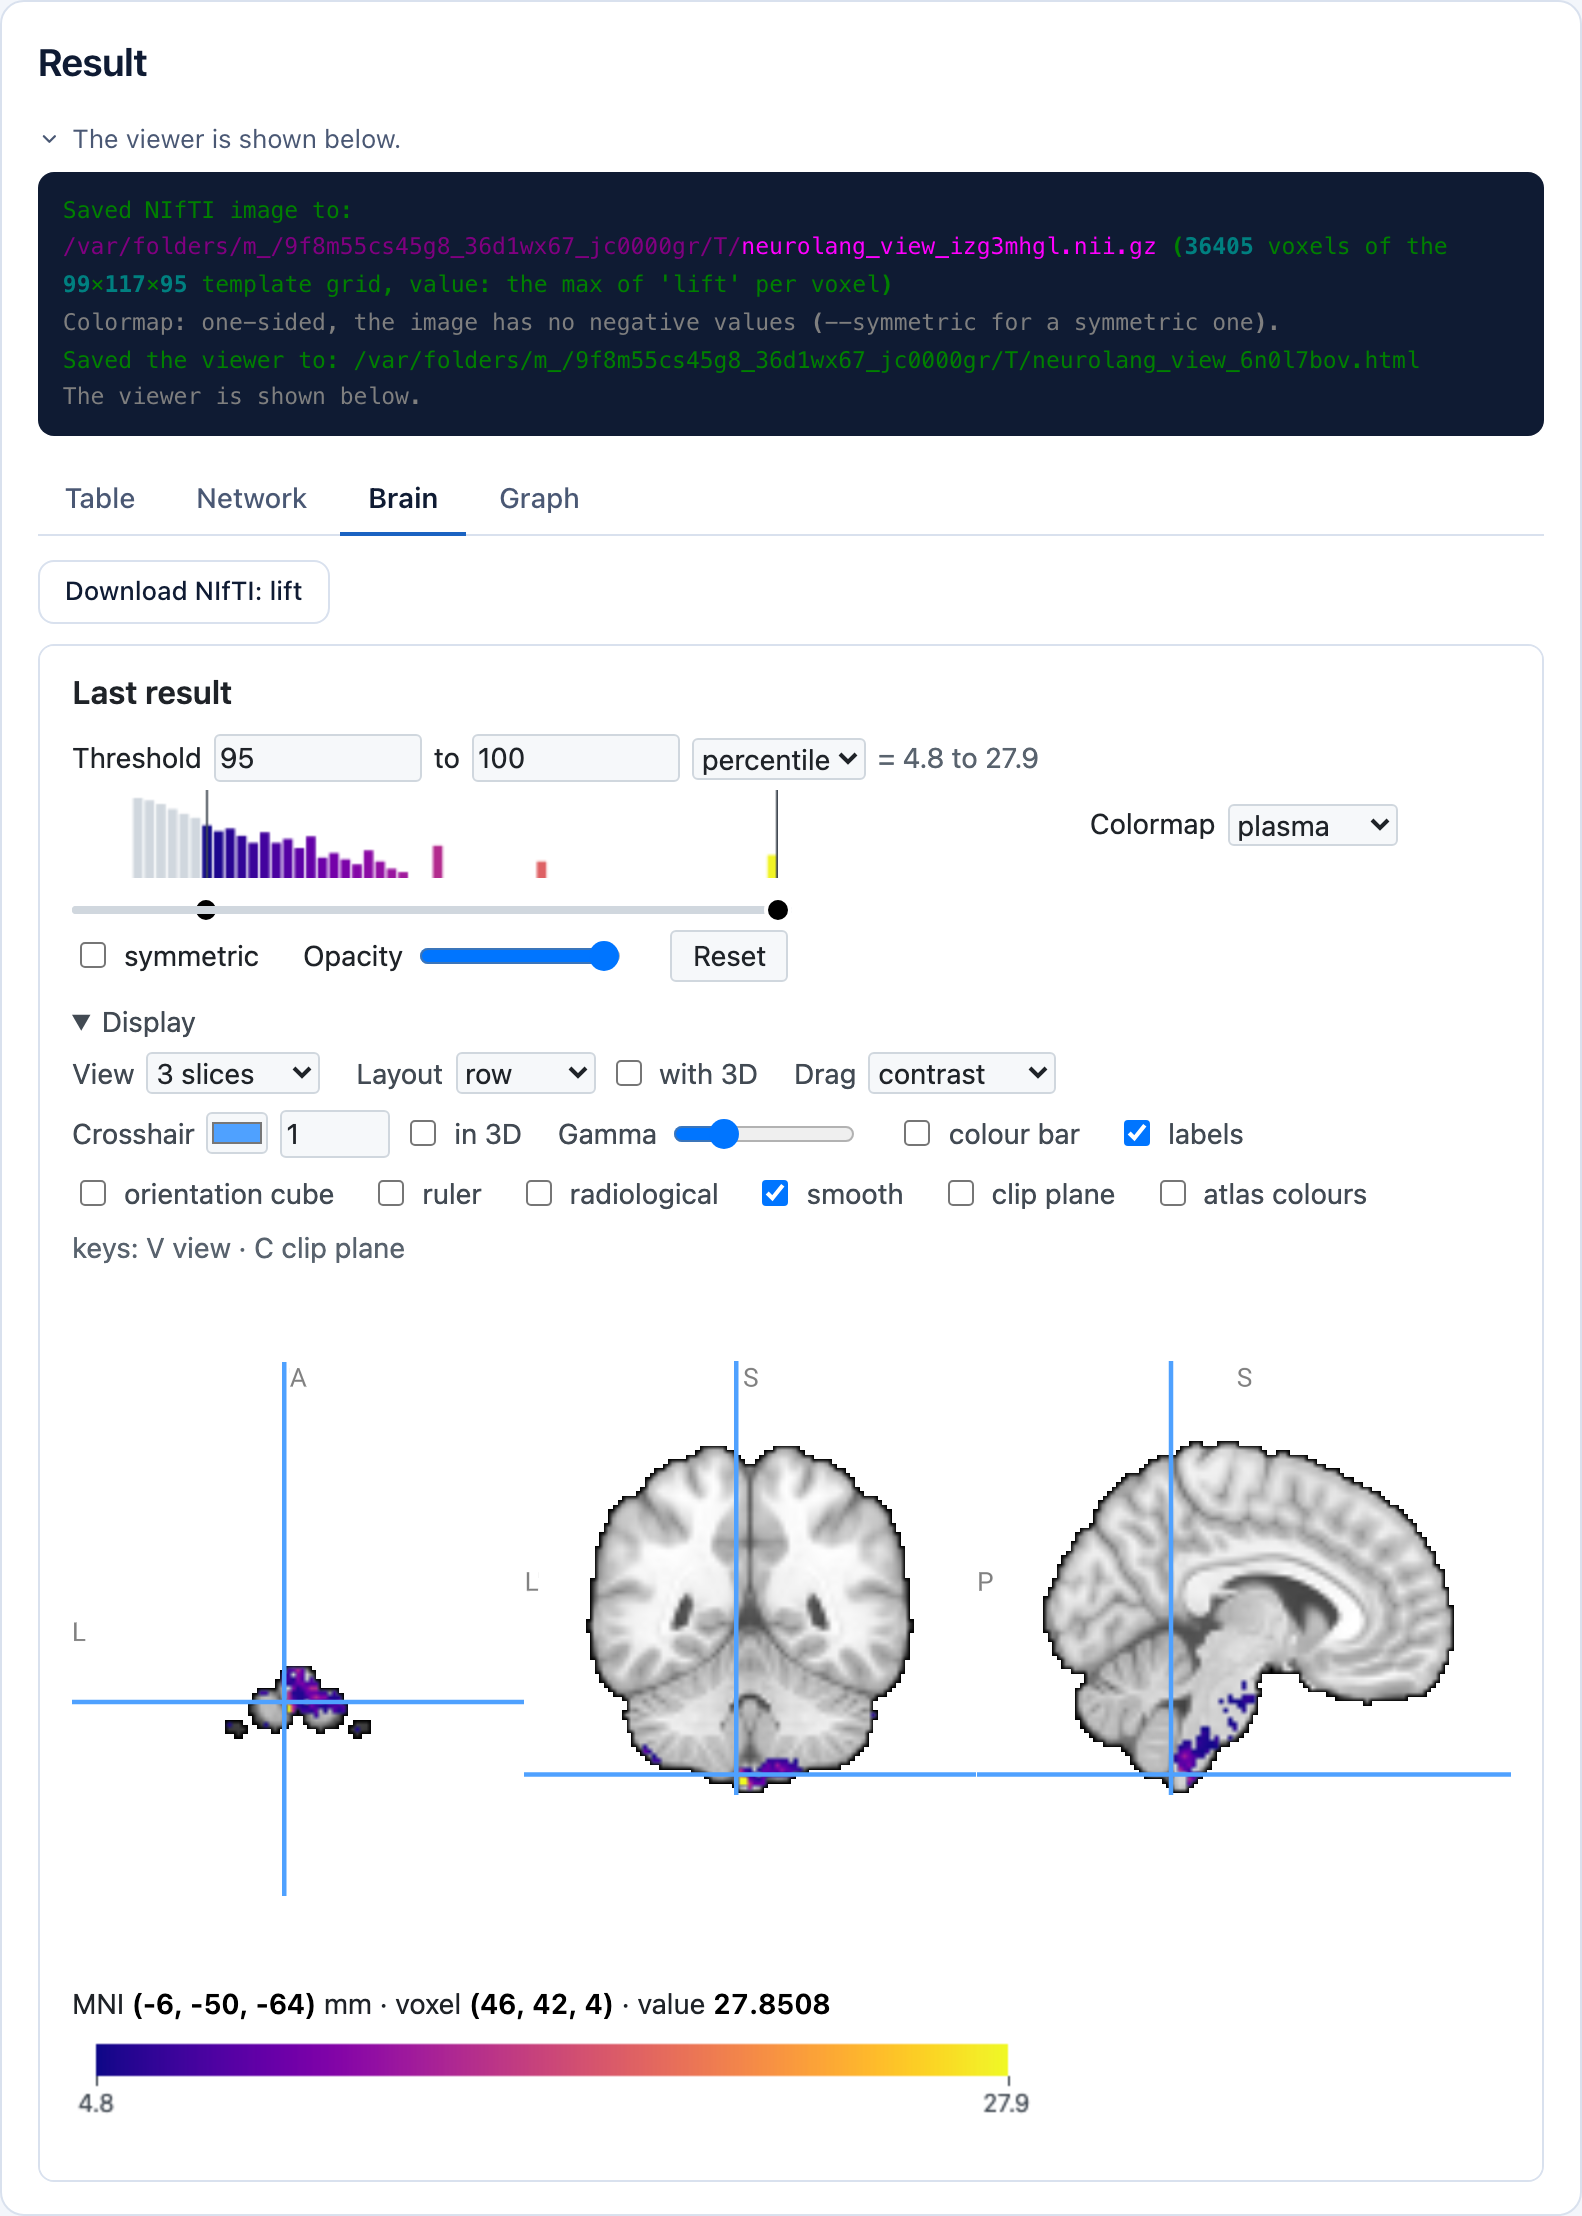 Result
The viewer is shown below.
Saved NIfTI image to:
/var/folders/m_/9f8m55cs45g8_36d1wx67_jc0000gr/T/neurolang_view_izg3mhgl.nii.gz (36405 voxels of the
99×117×95 template grid, value: the max of 'lift' per voxel)
Colormap: one-sided, the image has no negative values (--symmetric for a symmetric one).
Saved the viewer to: /var/folders/m_/9f8m55cs45g8_36d1wx67_jc0000gr/T/neurolang_view_6n0l7bov.html
The viewer is shown below.
Table Network Brain Graph
Download NIfTI: lift
Last result
Threshold 95 to 100 percentile = 4.8 to 27.9
Colormap plasma
symmetric Opacity Reset
▼ Display
View 3 slices Layout row with 3D Drag contrast
Crosshair 1 in 3D Gamma colour bar labels
orientation cube ruler radiological smooth clip plane atlas colours
keys: V view · C clip plane
A S S
L L P
MNI (-6, -50, -64) mm · voxel (46, 42, 4) · value 27.8508
4.8 27.9